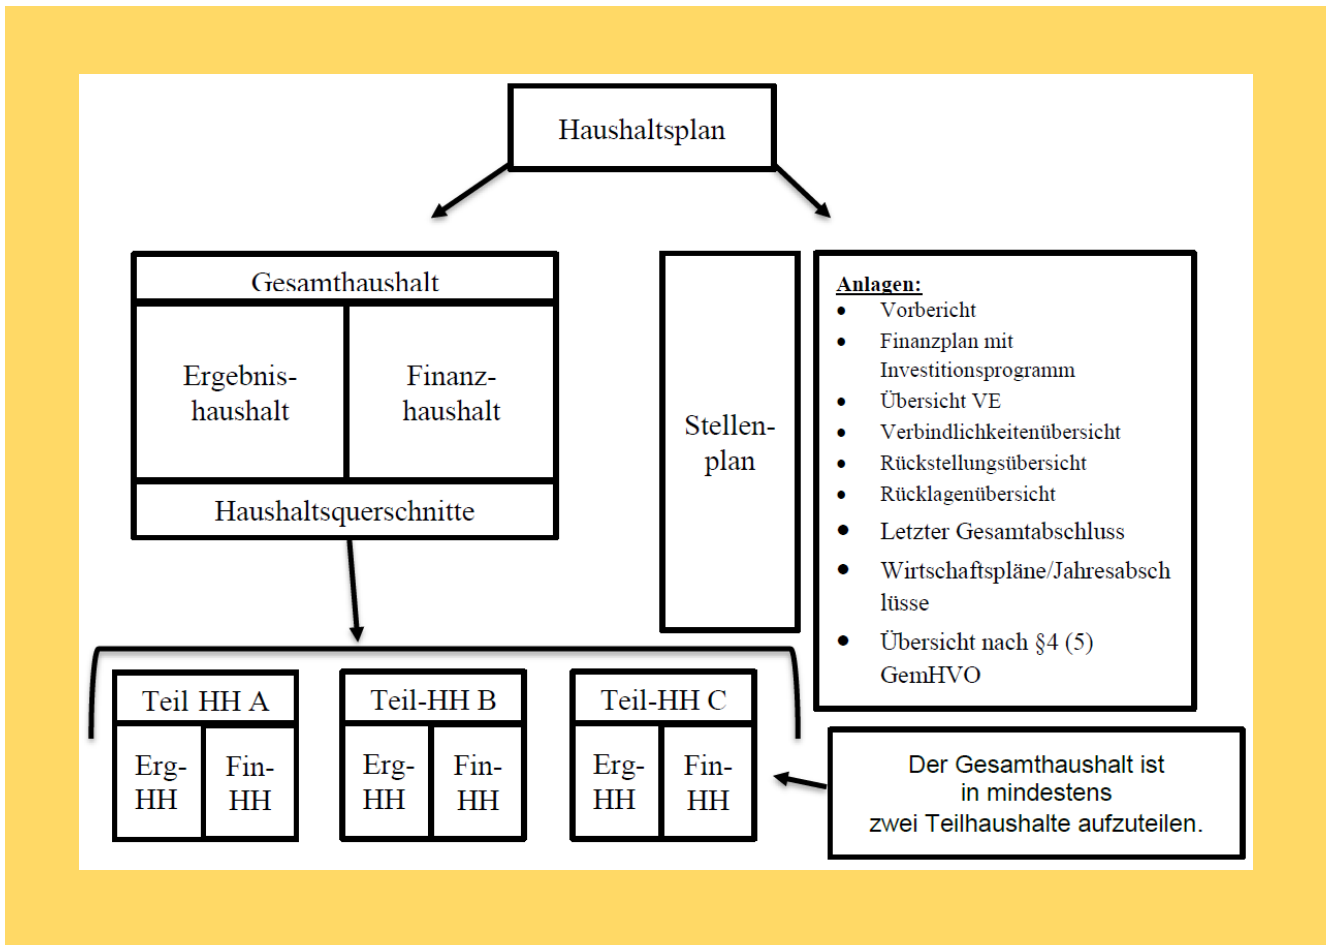 Haushaltsplan
Gesamthaushalt
Ergebnis-
haushalt
Finanz-
haushalt
Haushaltsquerschnitte
Stellen-
plan
Anlagen:
• Vorbericht
• Finanzplan mit
Investitionsprogramm
• Übersicht VE
• Verbindlichkeitenübersicht
• Rückstellungsübersicht
• Rücklagenübersicht
• Letzter Gesamtabschluss
• Wirtschaftspläne/Jahresabsch
lüsse
• Übersicht nach §4 (5)
GemHVO
Teil HH A
Erg-
HH
Fin-
HH
Teil-HH B
Erg-
HH
Fin-
HH
Teil-HH C
Erg-
HH
Fin-
HH
Der Gesamthaushalt ist
in mindestens
zwei Teilhaushalte aufzuteilen.